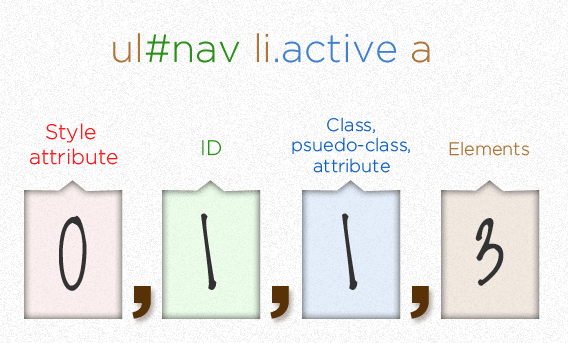 ul#nav li.active a
Style
attribute
ID
Class,
psuedo-class,
attribute
Elements
0 , 1 , 1 , 3